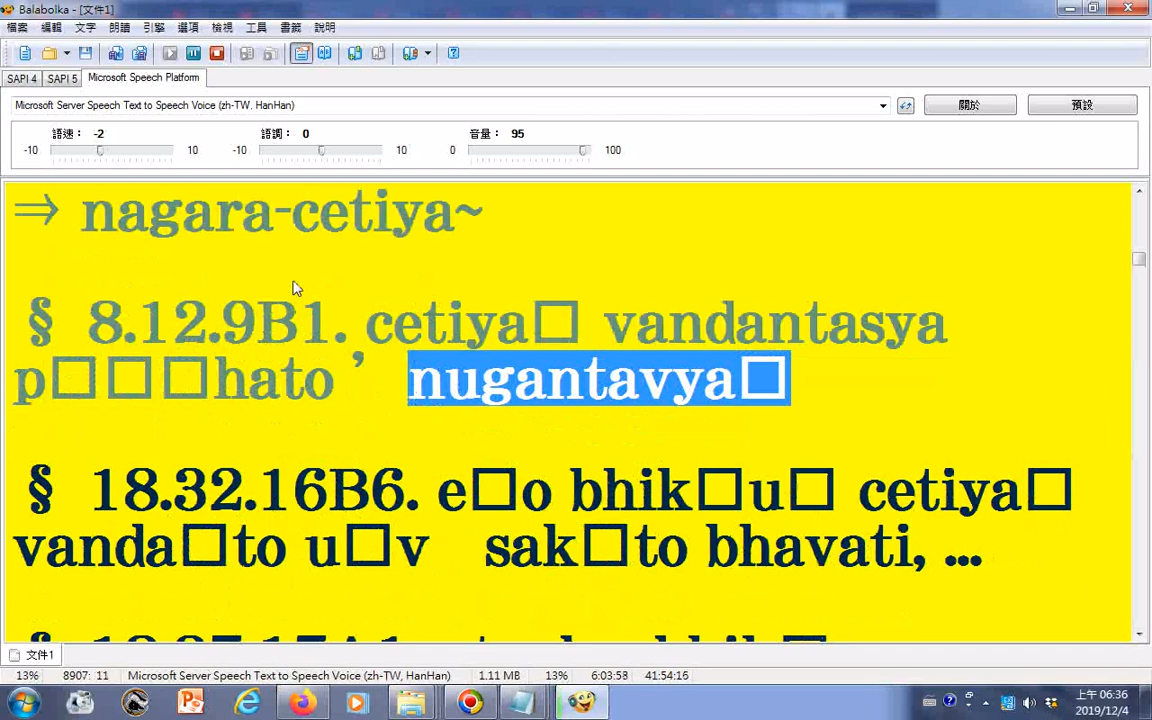 Balabolka - [文件1]
檔案 編輯 文字 朗讀 引擎 選項 檢視 工具 書籤 說明
SAPI 4 SAPI 5 Microsoft Speech Platform
Microsoft Server Speech Text to Speech Voice (zh-TW, HanHan)
關於 預設
語速： -2 語調： 0 音量： 95
-10 10 -10 10 0 100
⇒ nagara-cetiya~
§ 8.12.9B1. cetiya□ vandantasya
p□□□hato ’ nugantavya□
§ 18.32.16B6. e□o bhik□u□ cetiya□
vanda□to u□v sak□to bhavati, ...
文件1
13% 8907: 11 Microsoft Server Speech Text to Speech Voice (zh-TW, HanHan) 1.11 MB 13% 6:03:58 41:54:16
上午 06:36
2019/12/4